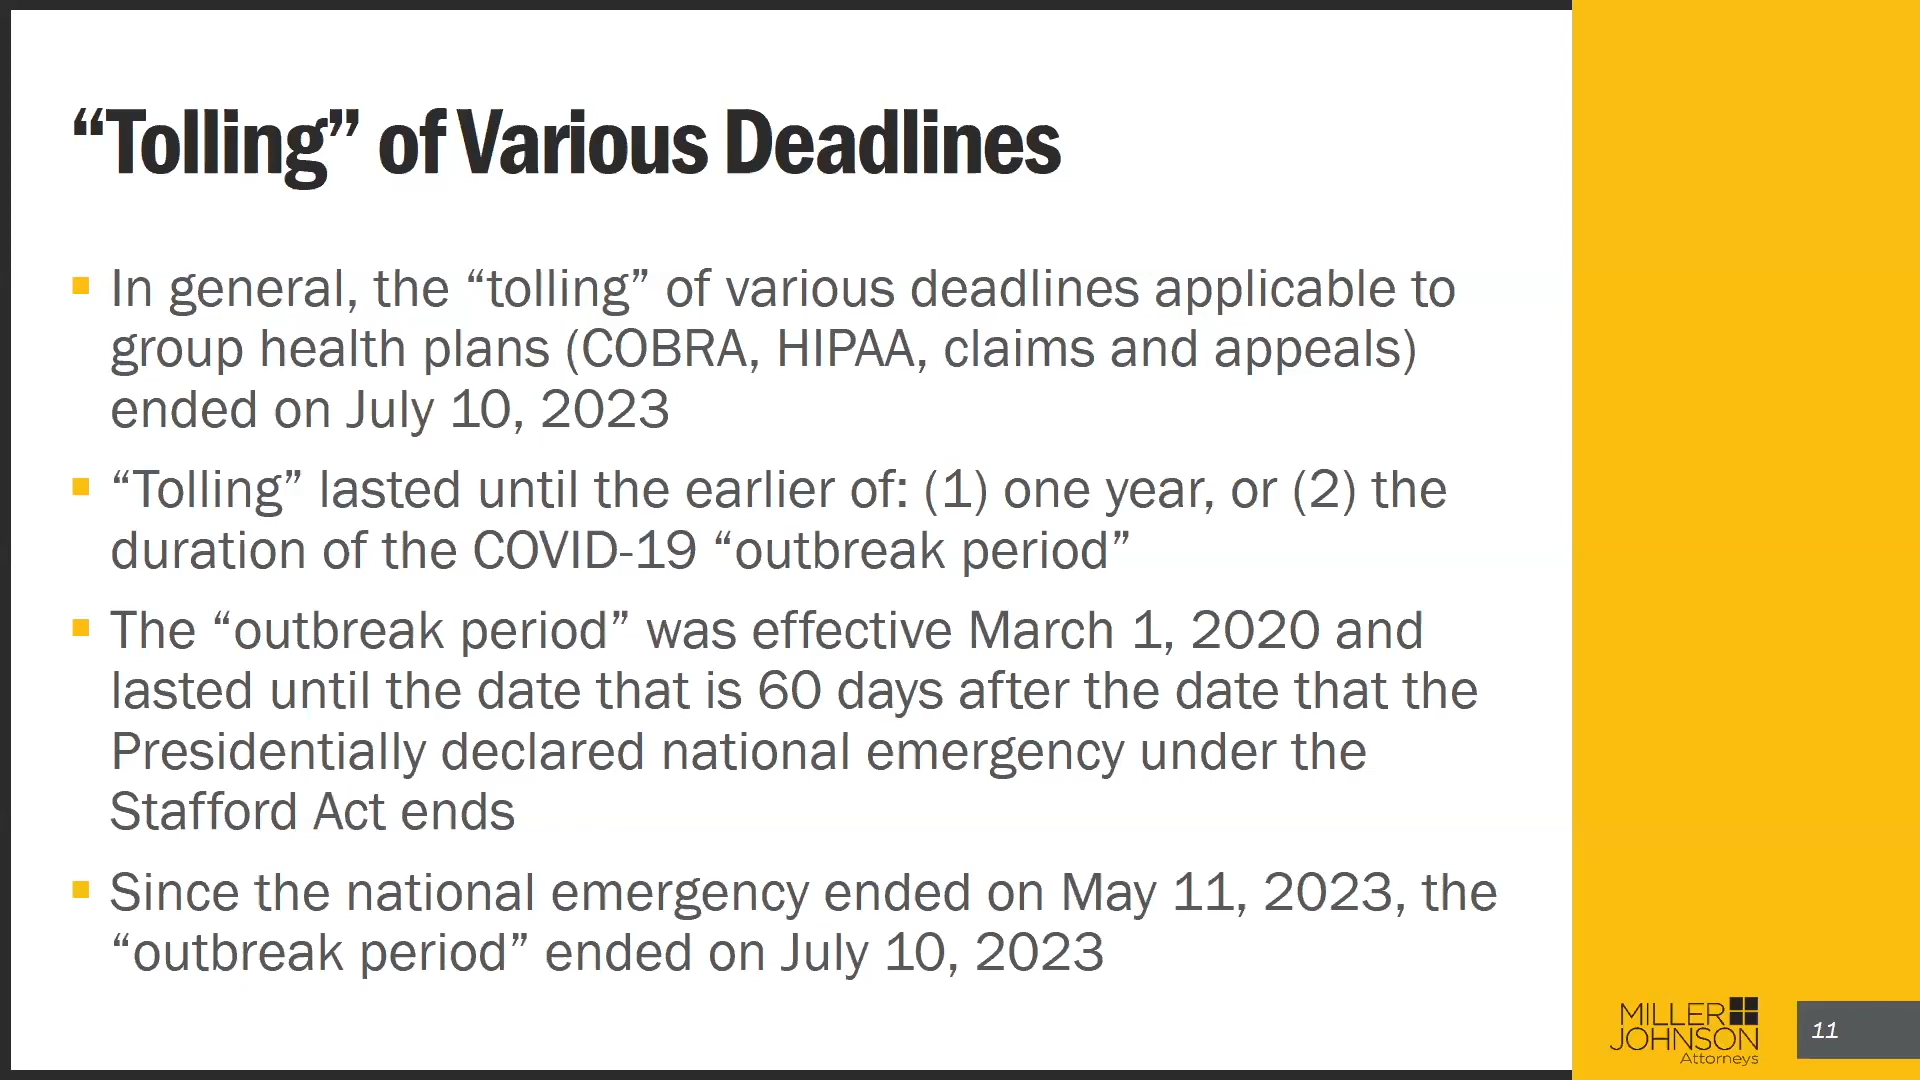 “Tolling” of Various Deadlines
In general, the “tolling” of various deadlines applicable to
group health plans (COBRA, HIPAA, claims and appeals)
ended on July 10, 2023
“Tolling” lasted until the earlier of: (1) one year, or (2) the
duration of the COVID-19 “outbreak period”
The “outbreak period” was effective March 1, 2020 and
lasted until the date that is 60 days after the date that the
Presidentially declared national emergency under the
Stafford Act ends
Since the national emergency ended on May 11, 2023, the
“outbreak period” ended on July 10, 2023
MILLER
JOHNSON
Attorneys
11